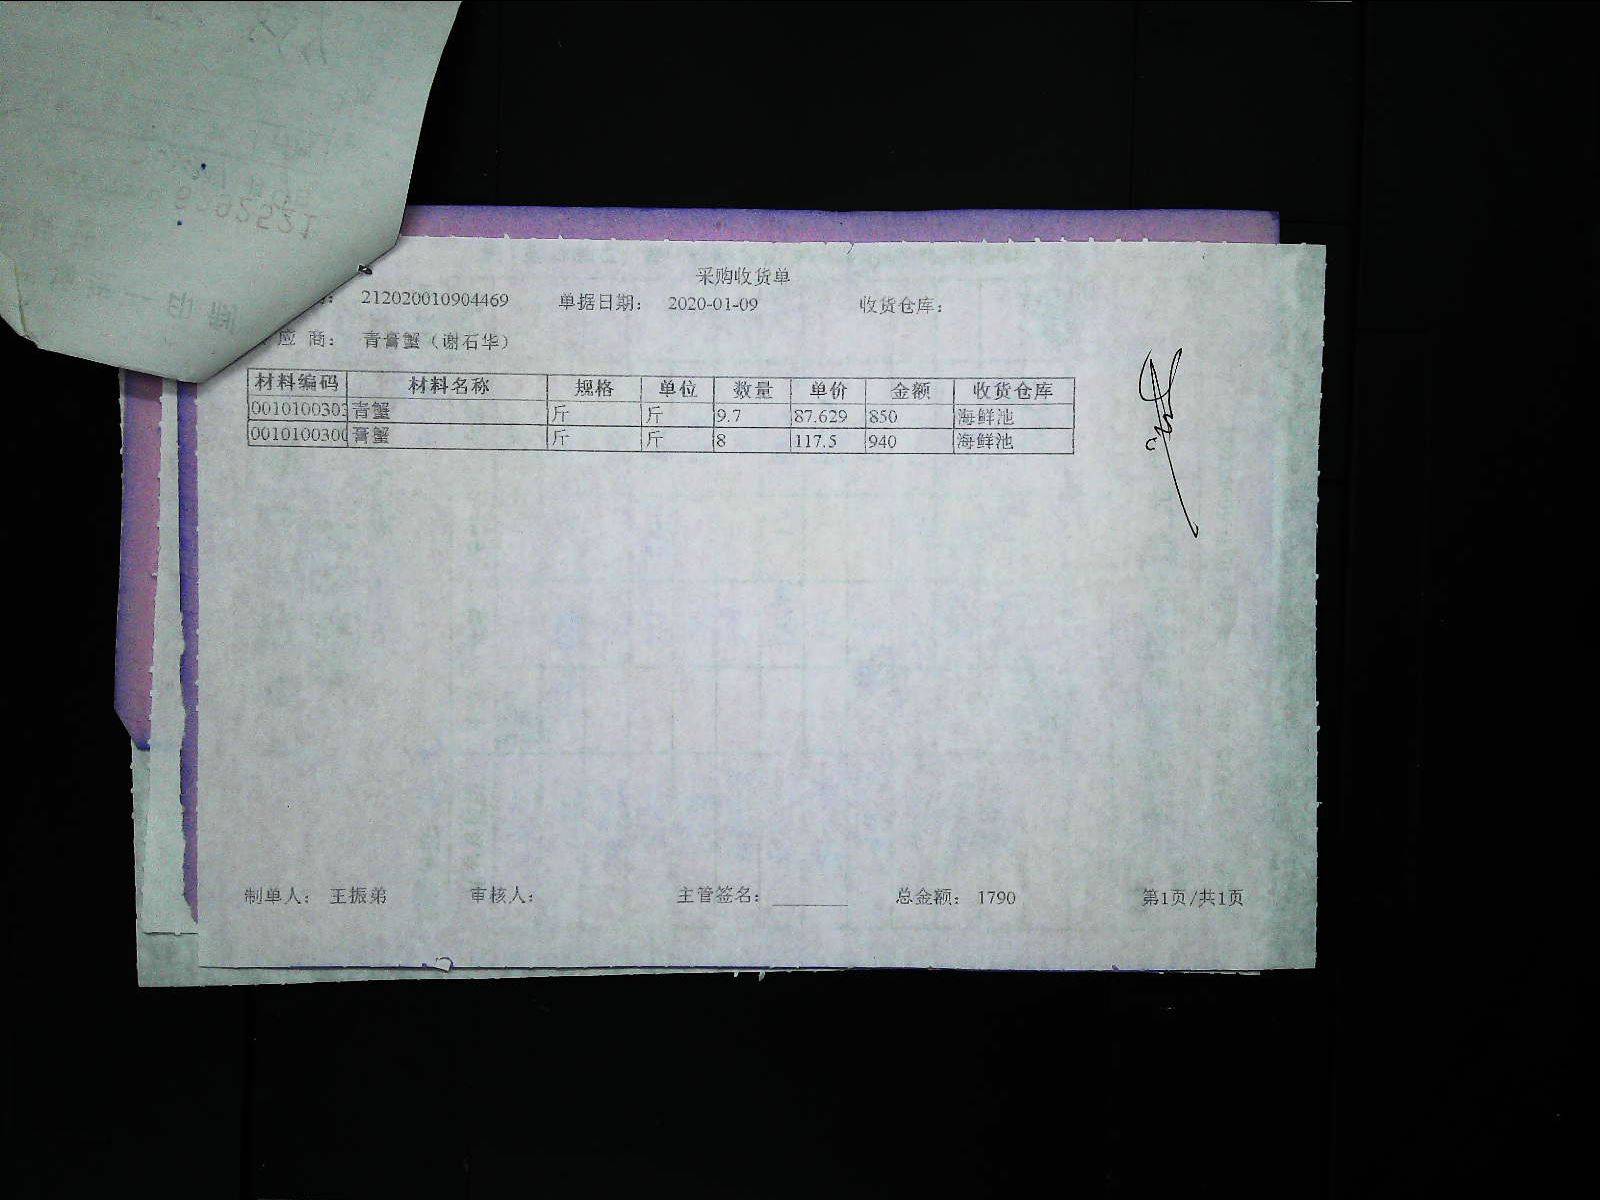 采购收货单
212020010904469 单据日期： 2020-01-09 收货仓库：
应 商： 青膏蟹（谢石华）
材料编码 材料名称 规格 单位 数量 单价 金额 收货仓库
0010100303 青蟹 斤 斤 9.7 87.629 850 海鲜池
0010100300 膏蟹 斤 斤 8 117.5 940 海鲜池
制单人： 王振弟 审核人： 主管签名： 总金额： 1790 第1页/共1页